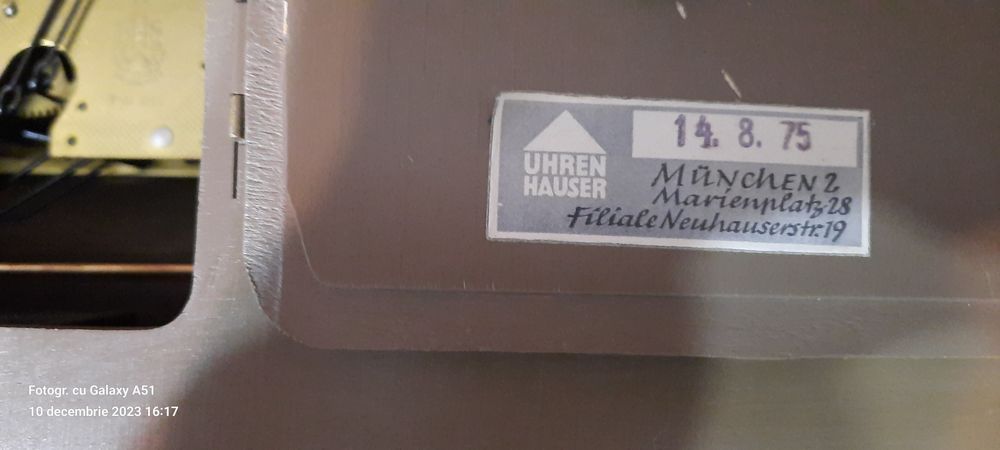 UHREN
HAUSER
14. 8. 75
MÜNCHEN 2
Marienplatz 28
Filiale Neuhauserstr. 19
Fotogr. cu Galaxy A51
10 decembrie 2023 16:17